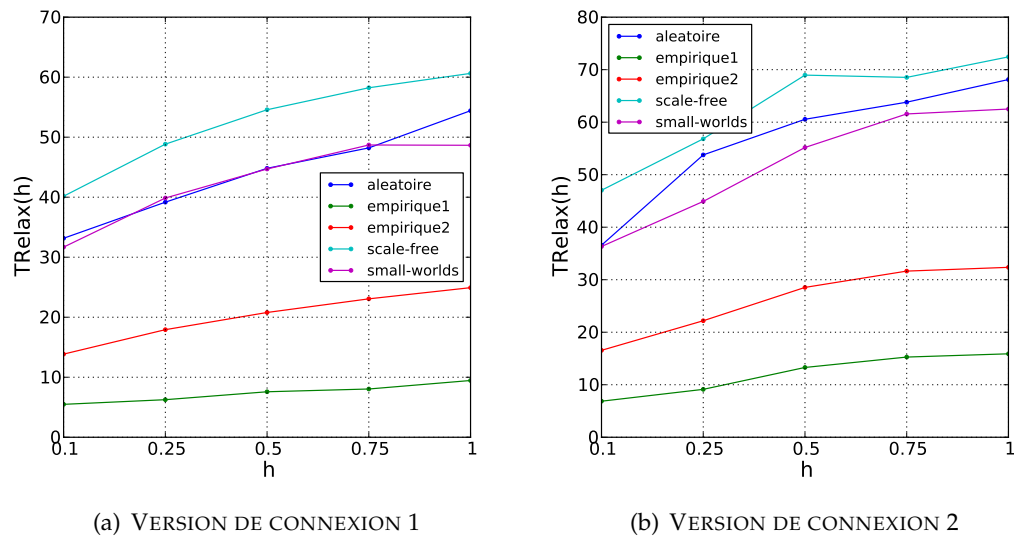 70
60
50
40
30
20
10
0
TRelax(h)
0.1
0.25
0.5
0.75
1
h
aleatoire
empirique1
empirique2
scale-free
small-worlds
(a) VERSION DE CONNEXION 1
80
70
60
50
40
30
20
10
0
TRelax(h)
0.1
0.25
0.5
0.75
1
h
aleatoire
empirique1
empirique2
scale-free
small-worlds
(b) VERSION DE CONNEXION 2